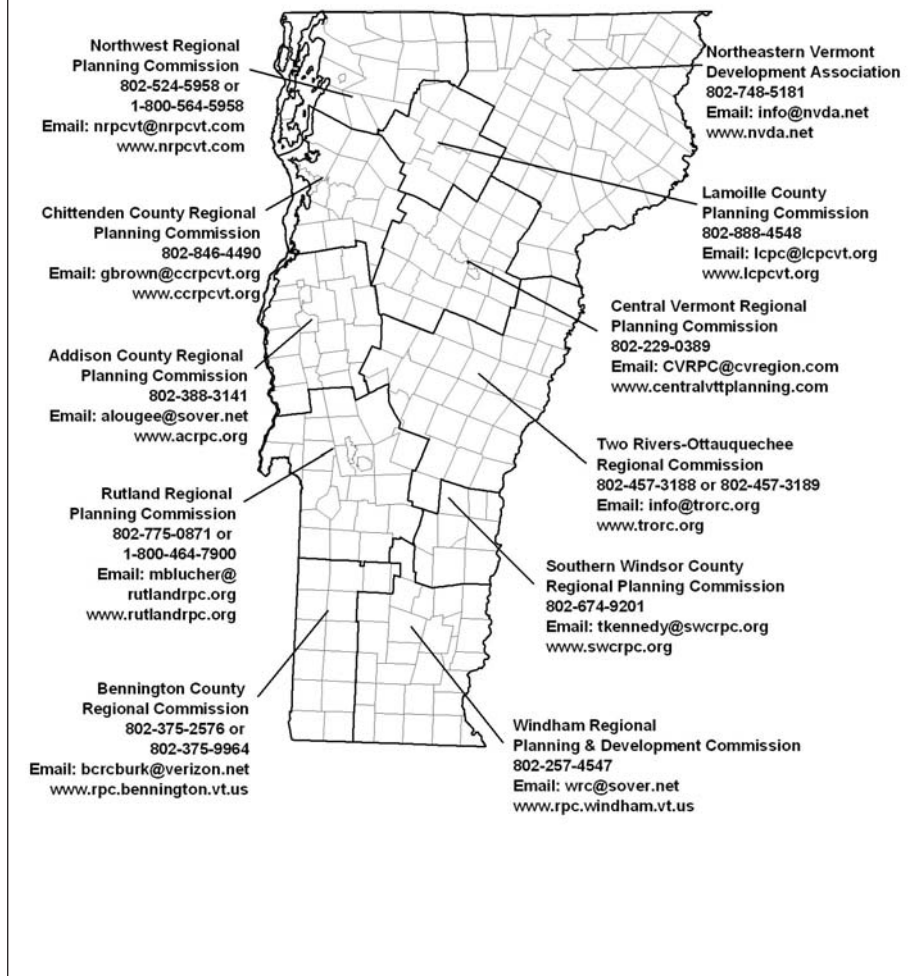 Northwest Regional
Planning Commission
802-524-5958 or
1-800-564-5958
Email: nrpcvt@nrpcvt.com
www.nrpcvt.com
Chittenden County Regional
Planning Commission
802-846-4490
Email: gbrown@ccrpcvt.org
www.ccrpcvt.org
Addison County Regional
Planning Commission
802-388-3141
Email: alougee@sover.net
www.acrpc.org
Rutland Regional
Planning Commission
802-775-0871 or
1-800-464-7900
Email: mblucher@
rutlandrpc.org
www.rutlandrpc.org
Bennington County
Regional Commission
802-375-2576 or
802-375-9964
Email: bcrcburk@verizon.net
www.rpc.bennington.vt.us
Northeastern Vermont
Development Association
802-748-5181
Email: info@nvda.net
www.nvda.net
Lamoille County
Planning Commission
802-888-4548
Email: lcpc@lcpcvt.org
www.lcpcvt.org
Central Vermont Regional
Planning Commission
802-229-0389
Email: CVRPC@cvregion.com
www.centralvttplanning.com
Two Rivers-Ottauquechee
Regional Commission
802-457-3188 or 802-457-3189
Email: info@trorc.org
www.trorc.org
Southern Windsor County
Regional Planning Commission
802-674-9201
Email: tkennedy@swcrpc.org
www.swcrpc.org
Windham Regional
Planning & Development Commission
802-257-4547
Email: wrc@sover.net
www.rpc.windham.vt.us